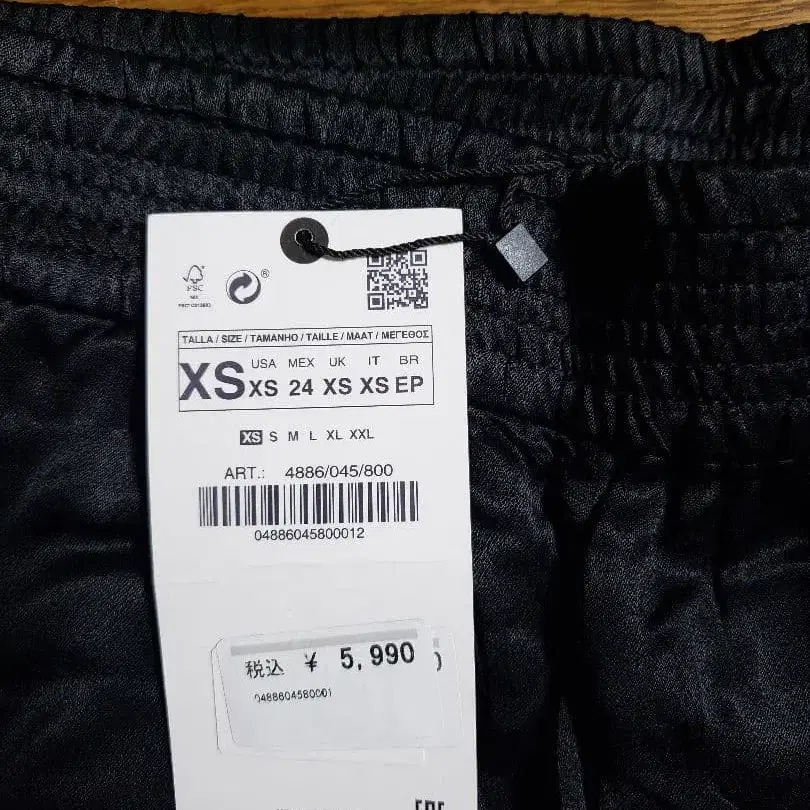 FSC
®
TALLA / SIZE / TAMANHO / TAILLE / MAAT / ΜΕΓΕΘΟΣ
XS
USA MEX UK IT BR
XS 24 XS XS EP
XS S M L XL XXL
ART.: 4886/045/800
04886045800012
税込 ¥ 5,990 )
0488604580001